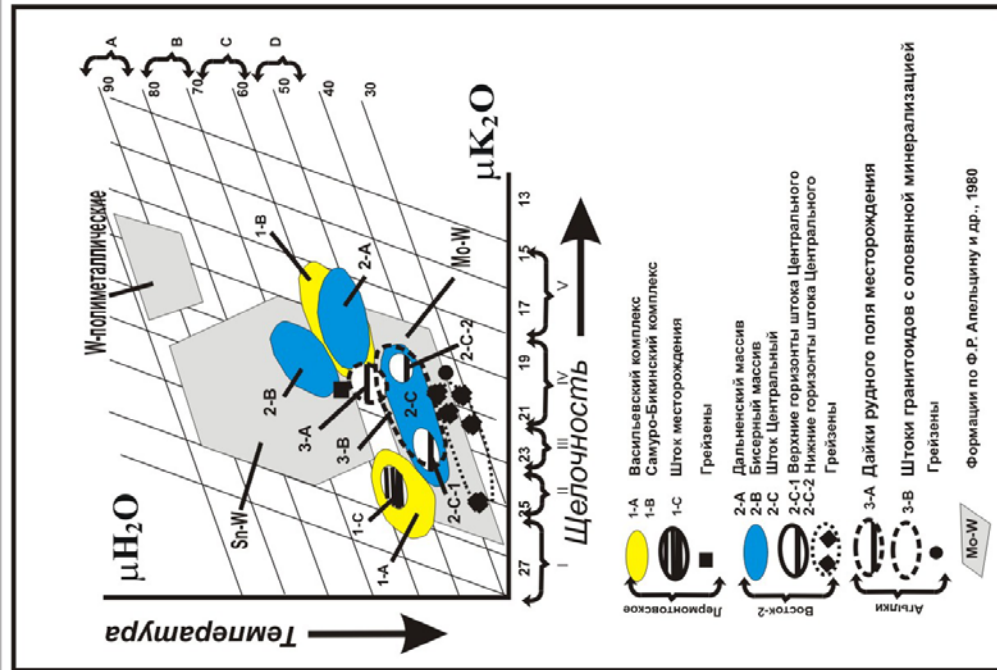 μH₂O
μK₂O
Температура
Щелочность
W-полиметаллические
Sn-W
Mo-W
A
B
C
D
90
80
70
60
50
40
30
1-B
2-A
2-B
3-A
3-B
2-C
2-C-2
2-C-1
1-C
1-A
27
25
23
21
19
17
15
13
I
II
III
IV
V
Лермонтовское
1-A Васильевский комплекс
1-B Самуро-Бикинский комплекс
1-C Шток месторождения
Грейзены
Восток-2
2-A Дальненский массив
2-B Бисерный массив
2-C Шток Центральный
2-C-1 Верхние горизонты штока Центрального
2-C-2 Нижние горизонты штока Центрального
Грейзены
Агылки
3-A Дайки рудного поля месторождения
3-B Штоки гранитоидов с оловянной минерализацией
Грейзены
Mo-W
Формации по Ф.Р. Апельцину и др., 1980